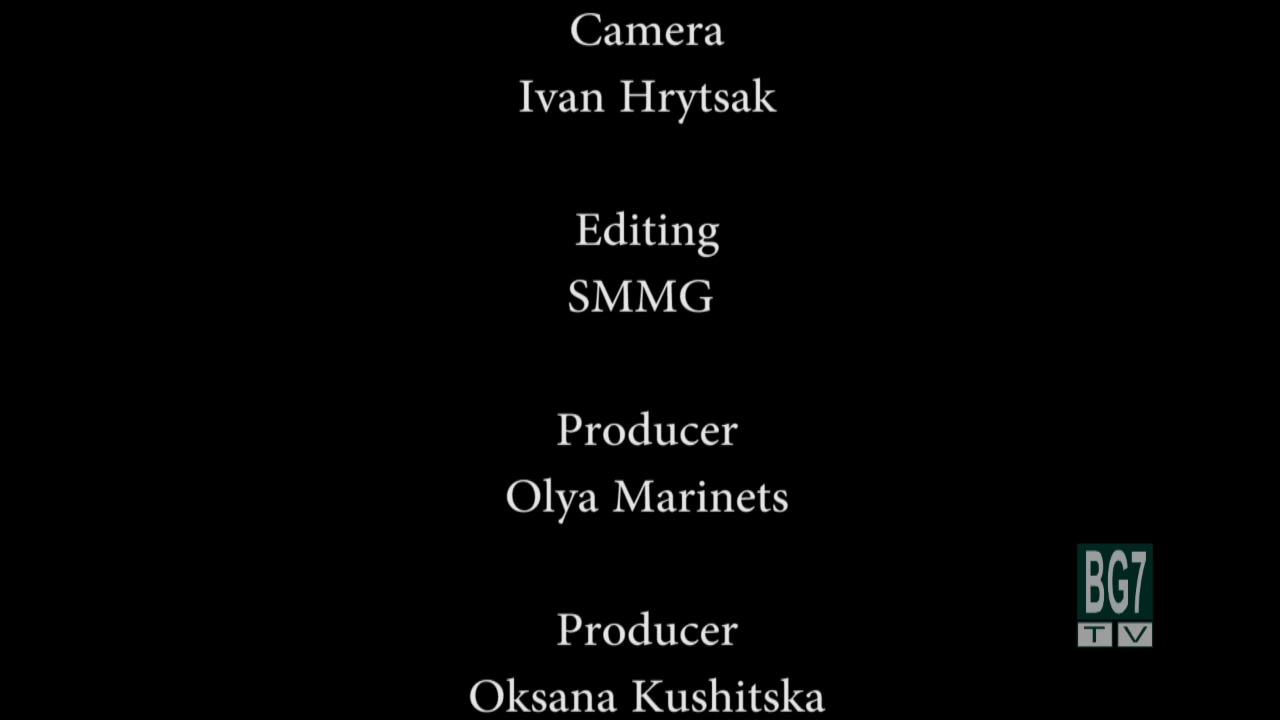 Camera
Ivan Hrytsak
Editing
SMMG
Producer
Olya Marinets
Producer
Oksana Kushitska
BG7
TV